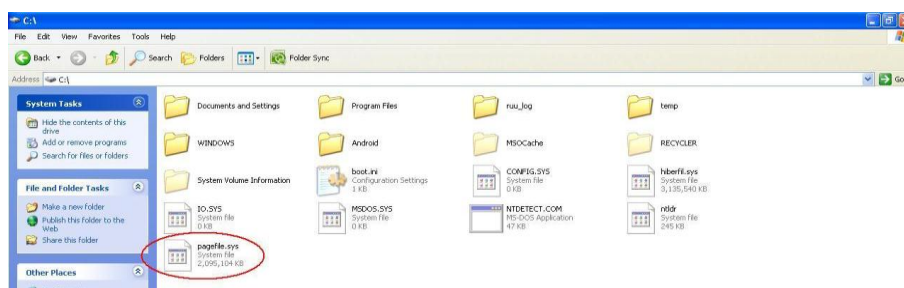 C:\
File Edit View Favorites Tools Help
Back Search Folders Folder Sync
Address C:\ Go
System Tasks
Hide the contents of this
drive
Add or remove programs
Search for files or folders
File and Folder Tasks
Make a new folder
Publish this folder to the
Web
Share this folder
Other Places
Documents and Settings
Program Files
ruu_log
temp
WINDOWS
Android
MSOCache
RECYCLER
System Volume Information
boot.ini
Configuration Settings
1 KB
CONFIG.SYS
System file
0 KB
hiberfil.sys
System file
3,135,540 KB
IO.SYS
System file
0 KB
MSDOS.SYS
System file
0 KB
NTDETECT.COM
MS-DOS Application
47 KB
ntldr
System file
245 KB
pagefile.sys
System file
2,095,104 KB